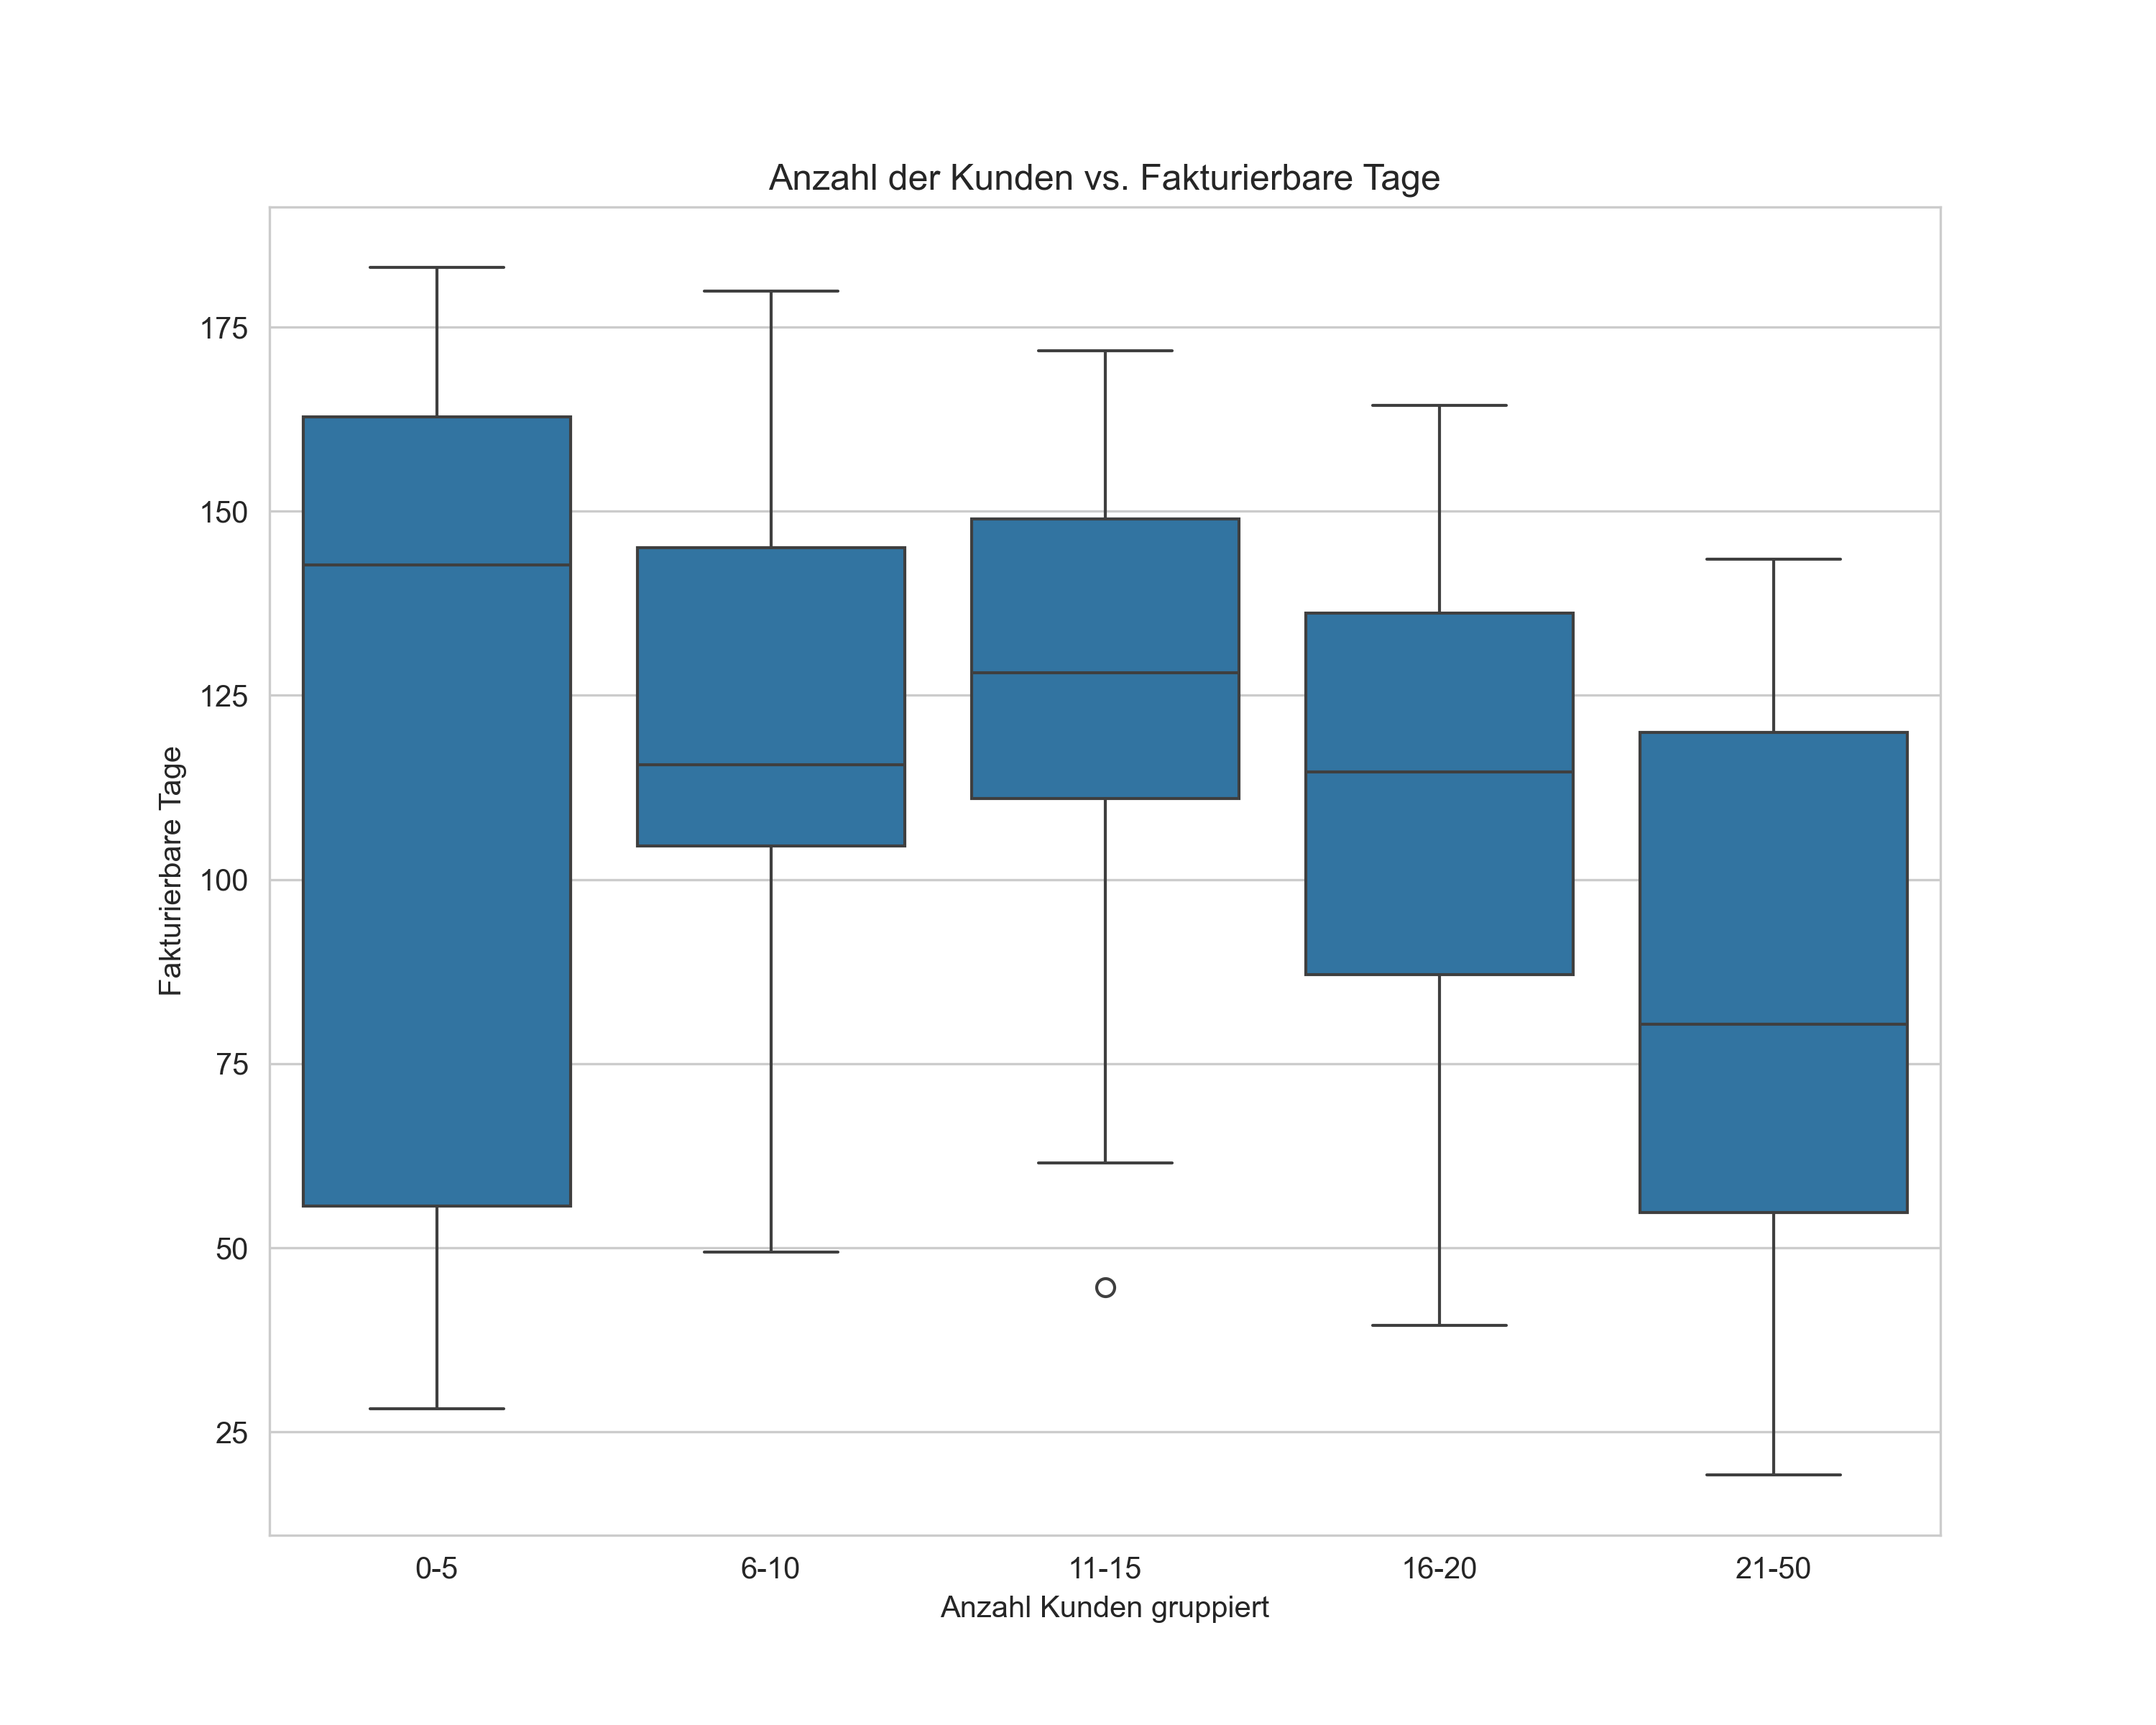 Anzahl der Kunden vs. Fakturierbare Tage
Fakturierbare Tage
175
150
125
100
75
50
25
0-5 6-10 11-15 16-20 21-50
Anzahl Kunden gruppiert